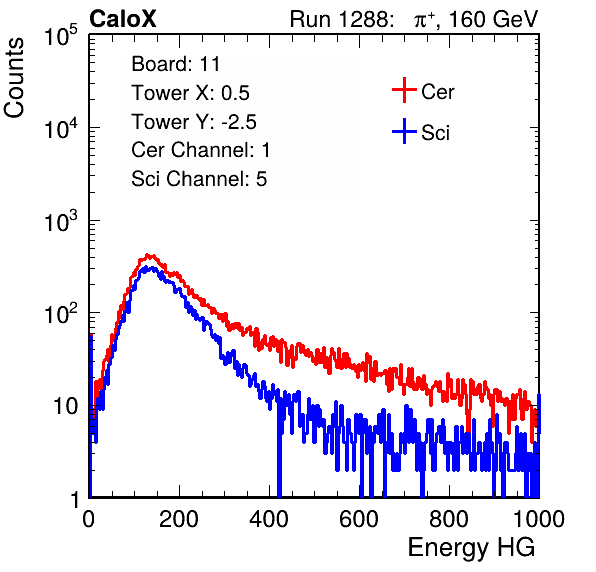 CaloX Run 1288: π⁺, 160 GeV
Counts
10⁵
10⁴
10³
10²
10
1
Board: 11
Tower X: 0.5
Tower Y: -2.5
Cer Channel: 1
Sci Channel: 5
Cer
Sci
0 200 400 600 800 1000
Energy HG